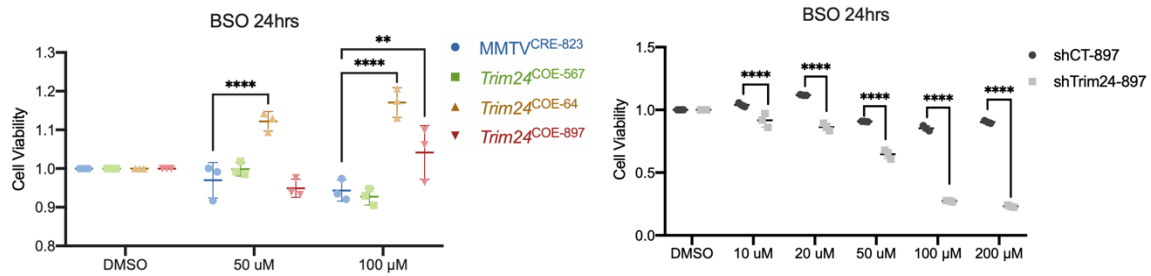 BSO 24hrs
Cell Viability
1.3
1.2
1.1
1.0
0.9
0.8
****
****
**
DMSO
50 uM
100 µM
MMTVCRE-823
Trim24COE-567
Trim24COE-64
Trim24COE-897
BSO 24hrs
Cell Viability
1.5
1.0
0.5
0.0
****
****
****
****
****
DMSO
10 uM
20 uM
50 uM
100 µM
200 µM
shCT-897
shTrim24-897